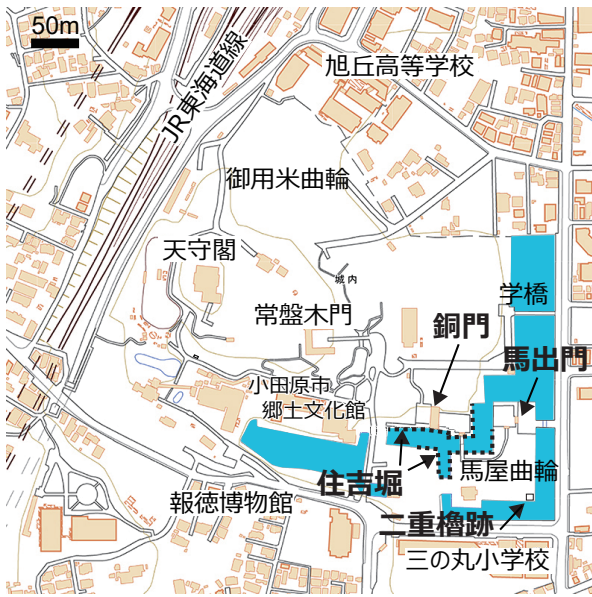 50m
旭丘高等学校
JR東海道線
御用米曲輪
天守閣
城内
学橋
常盤木門
銅門
馬出門
小田原市
郷土文化館
住吉堀
馬屋曲輪
報徳博物館
二重櫓跡
三の丸小学校